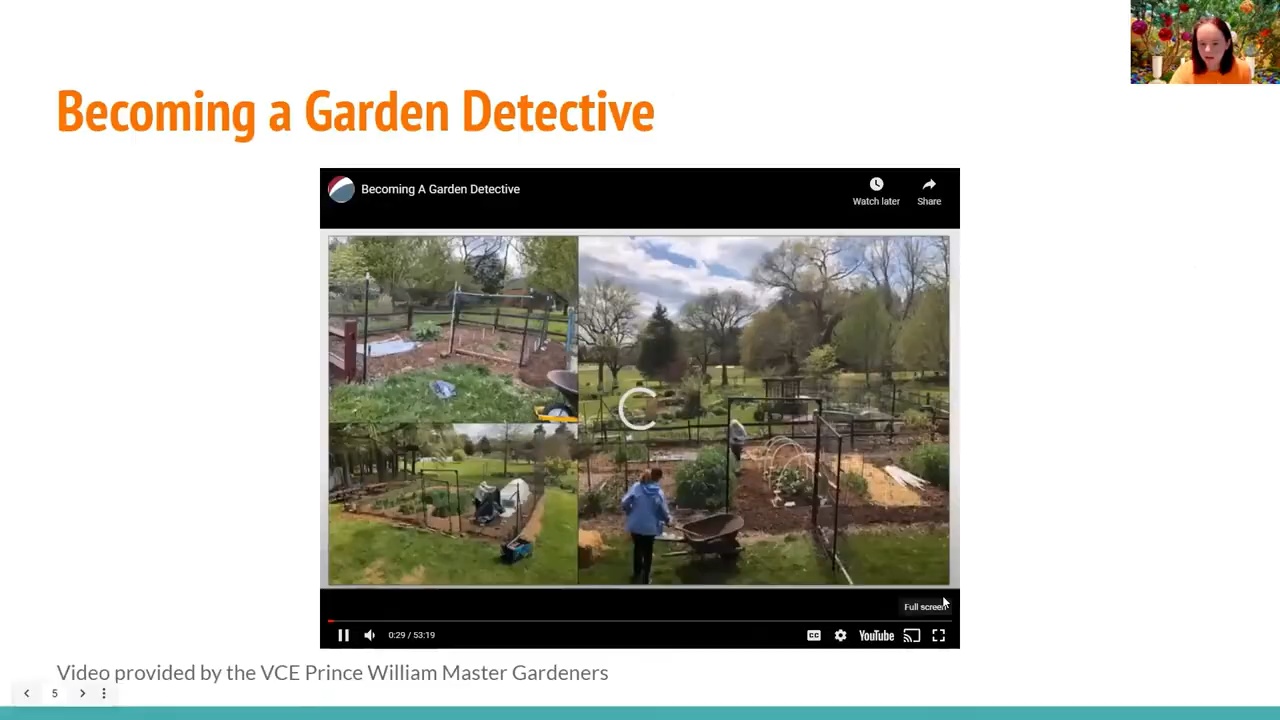 Becoming a Garden Detective
Becoming A Garden Detective
Watch later
Share
Full screen
0:29 / 53:19
CC
YouTube
Video provided by the VCE Prince William Master Gardeners
5